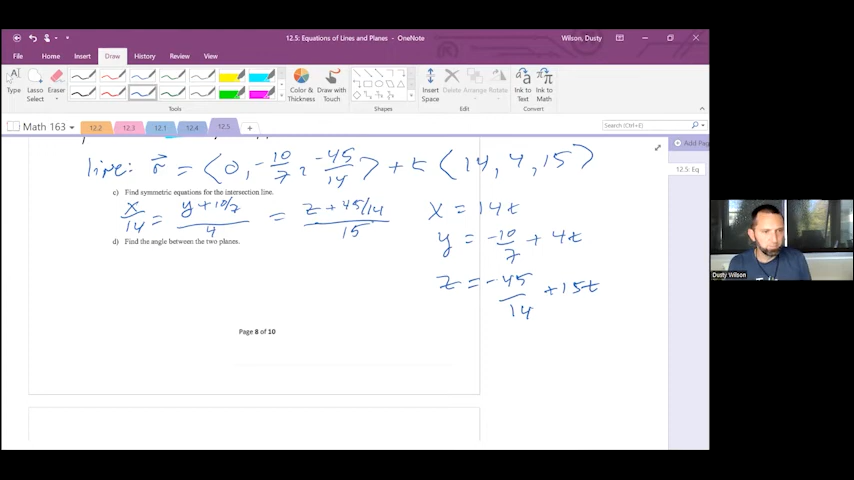 12.5: Equations of Lines and Planes - OneNote
Wilson, Dusty
File Home Insert Draw History Review View
Type Lasso Select Eraser Color & Thickness Draw with Touch Insert Space Delete Arrange Rotate Ink to Text Ink to Math
Tools Shapes Edit Convert
Math 163 12.2 12.3 12.1 12.4 12.5 + Search (Ctrl+E)
Add Page
12.5: Eq
line: r⃗ = ⟨0, -10/7, -45/14⟩ + t⟨14, 4, 15⟩
c) Find symmetric equations for the intersection line.
x/14 = (y + 10/7)/4 = (z + 45/14)/15
x = 14t
y = -10/7 + 4t
z = -45/14 + 15t
d) Find the angle between the two planes.
Page 8 of 10
Dusty Wilson